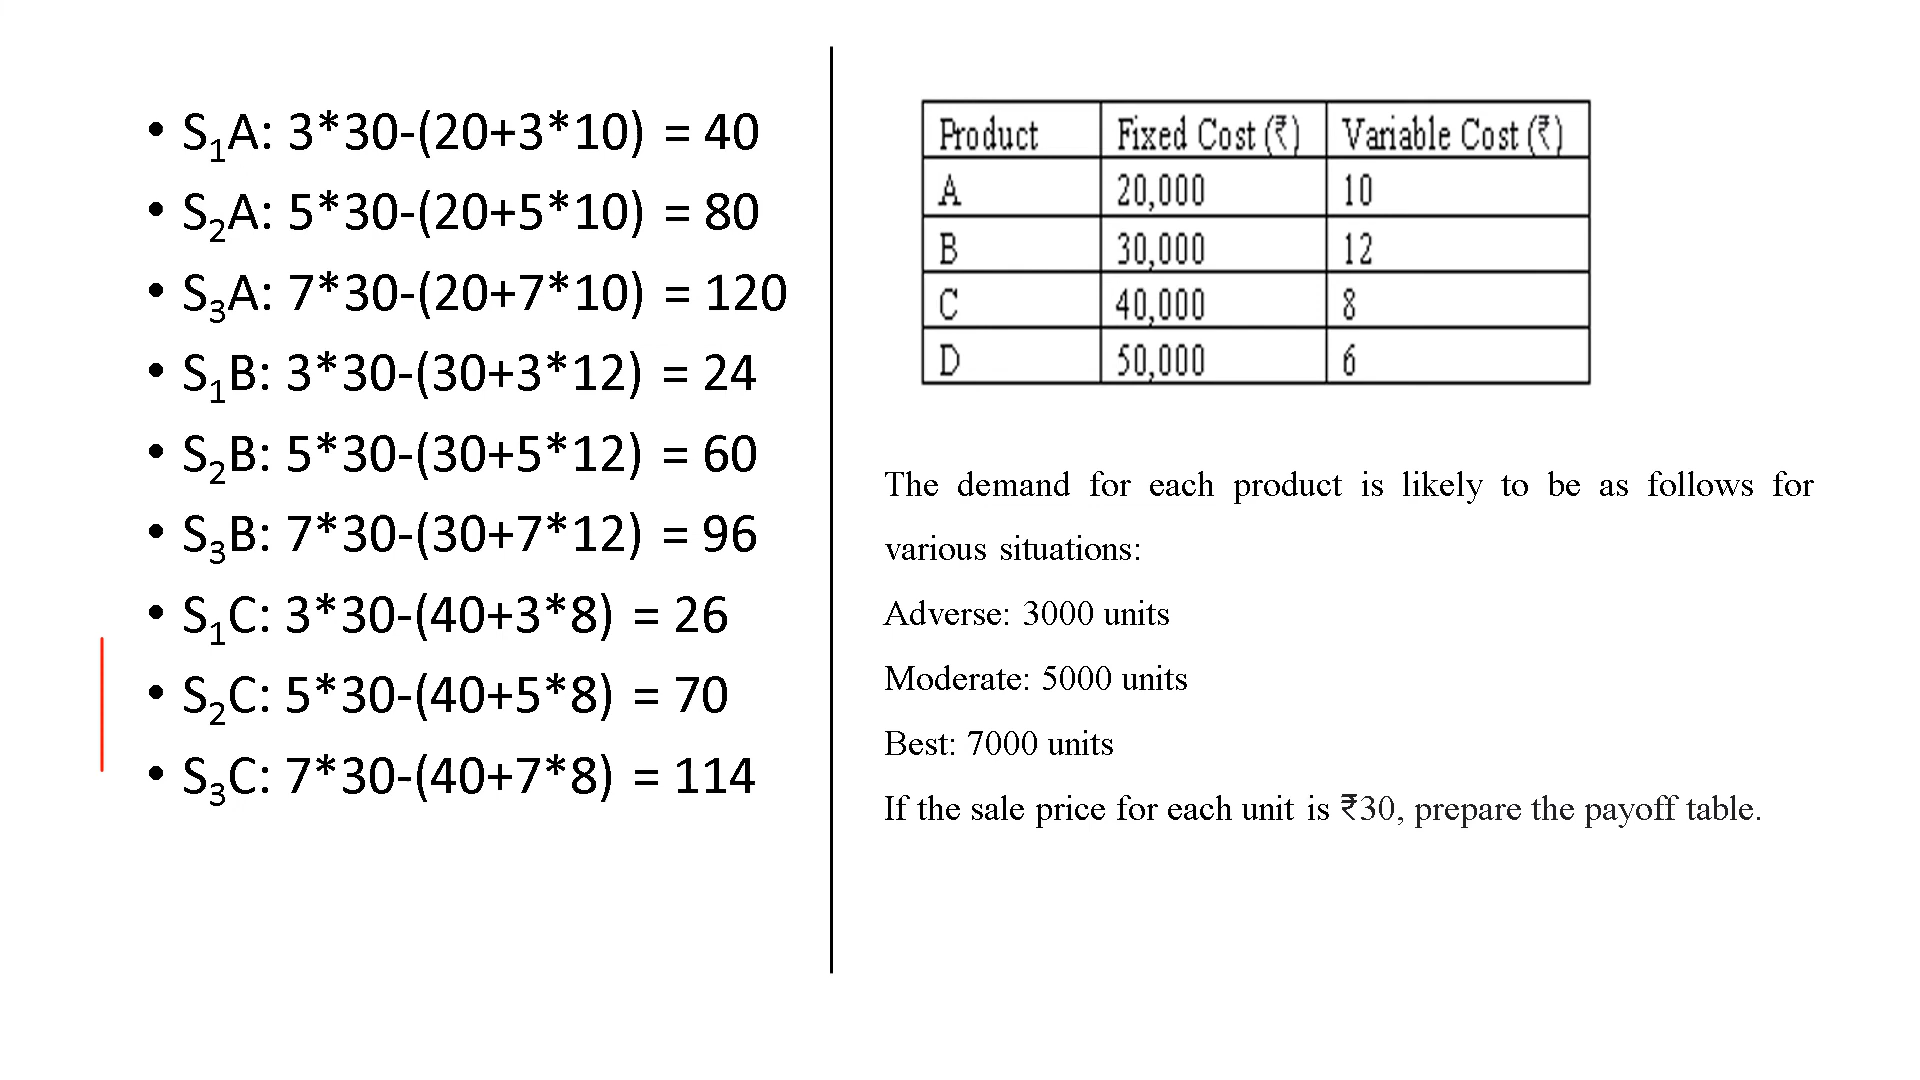 • S₁A: 3*30-(20+3*10) = 40
• S₂A: 5*30-(20+5*10) = 80
• S₃A: 7*30-(20+7*10) = 120
• S₁B: 3*30-(30+3*12) = 24
• S₂B: 5*30-(30+5*12) = 60
• S₃B: 7*30-(30+7*12) = 96
• S₁C: 3*30-(40+3*8) = 26
• S₂C: 5*30-(40+5*8) = 70
• S₃C: 7*30-(40+7*8) = 114
Product Fixed Cost (₹) Variable Cost (₹)
A 20,000 10
B 30,000 12
C 40,000 8
D 50,000 6
The demand for each product is likely to be as follows for
various situations:
Adverse: 3000 units
Moderate: 5000 units
Best: 7000 units
If the sale price for each unit is ₹30, prepare the payoff table.